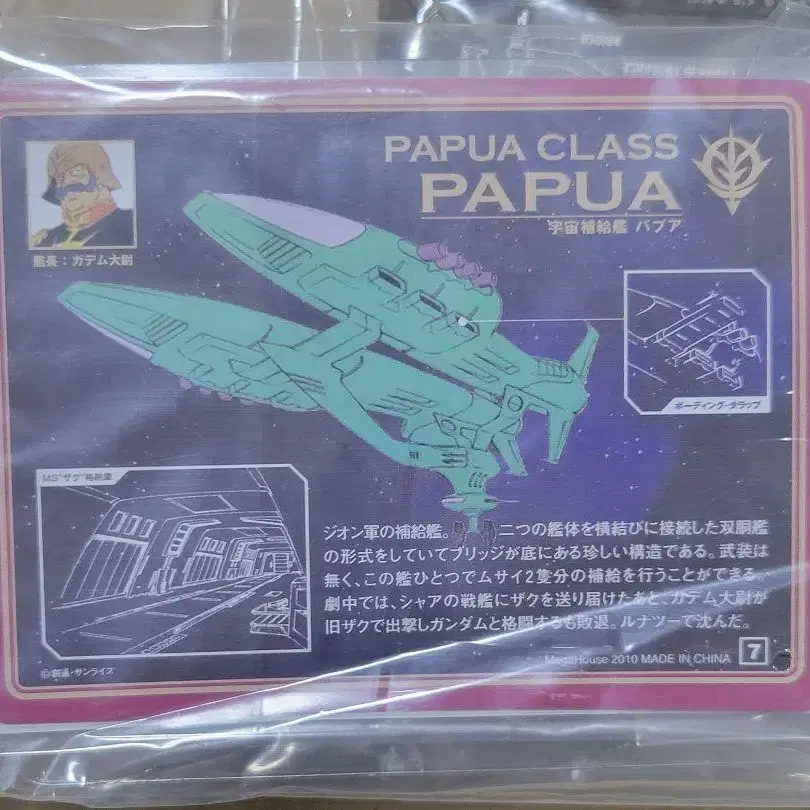 PAPUA CLASS
PAPUA
宇宙補給艦 パプア
艦長：ガデム大尉
ボーディング・タラップ
MS"ザク"格納庫
ジオン軍の補給艦。二つの艦体を横結びに接続した双胴艦
の形式をしていてブリッジが底にある珍しい構造である。武装は
無く、この艦ひとつでムサイ2隻分の補給を行うことができる。
劇中では、シャアの戦艦にザクを送り届けたあと、ガデム大尉が
旧ザクで出撃しガンダムと格闘するも敗退。ルナツーで沈んだ。
©創通・サンライズ
MegaHouse 2010 MADE IN CHINA 7